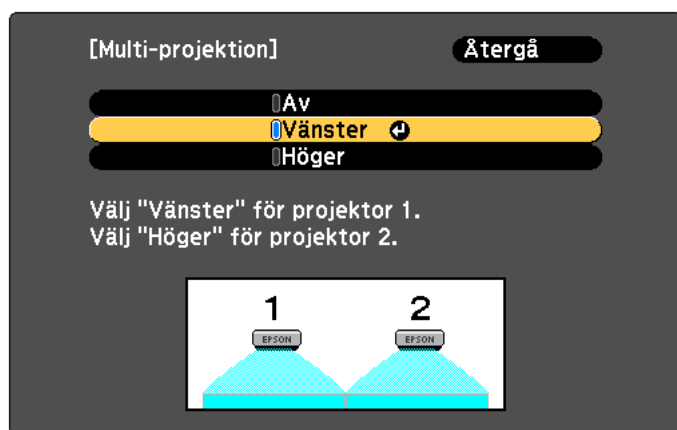 [Multi-projektion] Återgå
Av
Vänster
Höger
Välj "Vänster" för projektor 1.
Välj "Höger" för projektor 2.
1 2
EPSON EPSON